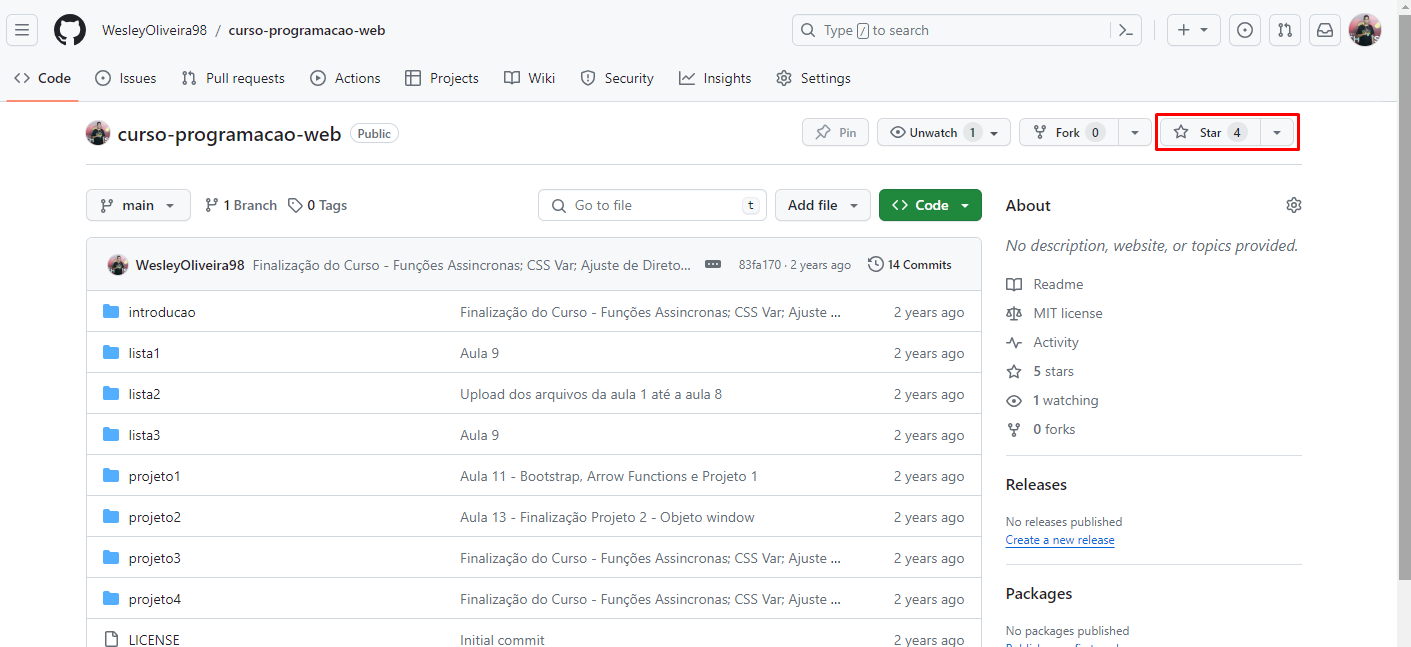 WesleyOliveira98 / curso-programacao-web
Type / to search
Code Issues Pull requests Actions Projects Wiki Security Insights Settings
curso-programacao-web Public
Pin Unwatch 1 Fork 0 Star 4
main 1 Branch 0 Tags Go to file t Add file Code
WesleyOliveira98 Finalização do Curso - Funções Assincronas; CSS Var; Ajuste de Direto... 83fa170 · 2 years ago 14 Commits
introducao Finalização do Curso - Funções Assincronas; CSS Var; Ajuste ... 2 years ago
lista1 Aula 9 2 years ago
lista2 Upload dos arquivos da aula 1 até a aula 8 2 years ago
lista3 Aula 9 2 years ago
projeto1 Aula 11 - Bootstrap, Arrow Functions e Projeto 1 2 years ago
projeto2 Aula 13 - Finalização Projeto 2 - Objeto window 2 years ago
projeto3 Finalização do Curso - Funções Assincronas; CSS Var; Ajuste ... 2 years ago
projeto4 Finalização do Curso - Funções Assincronas; CSS Var; Ajuste ... 2 years ago
LICENSE Initial commit 2 years ago
About
No description, website, or topics provided.
Readme
MIT license
Activity
5 stars
1 watching
0 forks
Releases
No releases published
Create a new release
Packages
No packages published